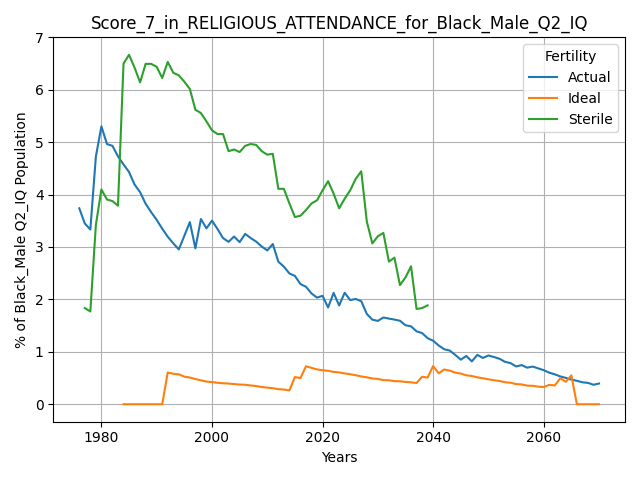 Score_7_in_RELIGIOUS_ATTENDANCE_for_Black_Male_Q2_IQ
Fertility
Actual
Ideal
Sterile
% of Black_Male Q2_IQ Population
7
6
5
4
3
2
1
0
1980 2000 2020 2040 2060
Years